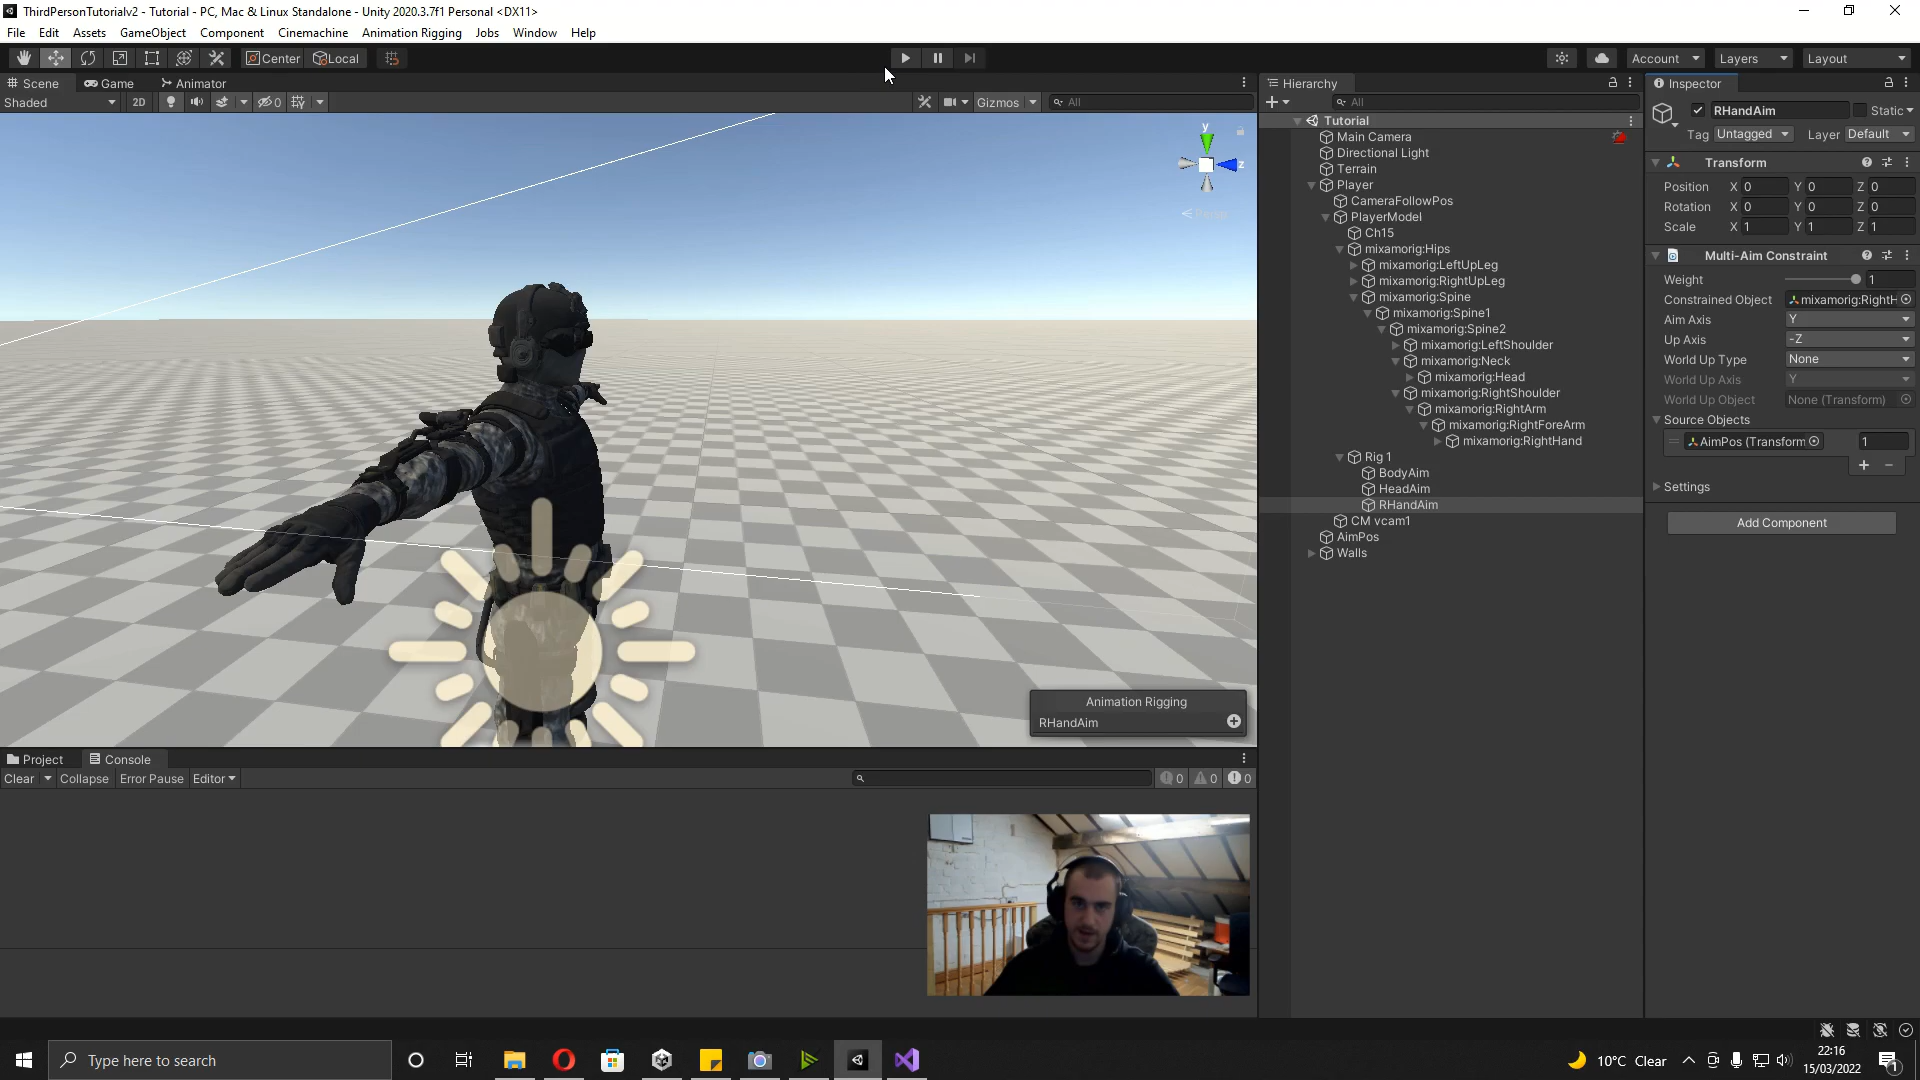 ThirdPersonTutorialv2 - Tutorial - PC, Mac & Linux Standalone - Unity 2020.3.7f1 Personal <DX11>
File Edit Assets GameObject Component Cinemachine Animation Rigging Jobs Window Help
Center Local Account Layers Layout
Scene Game Animator
Shaded 2D Gizmos All
y
z
Hierarchy
All
Tutorial
Main Camera
Directional Light
Terrain
Player
CameraFollowPos
PlayerModel
Ch15
mixamorig:Hips
mixamorig:LeftUpLeg
mixamorig:RightUpLeg
mixamorig:Spine
mixamorig:Spine1
mixamorig:Spine2
mixamorig:LeftShoulder
mixamorig:Neck
mixamorig:Head
mixamorig:RightShoulder
mixamorig:RightArm
mixamorig:RightForeArm
mixamorig:RightHand
Rig 1
BodyAim
HeadAim
RHandAim
CM vcam1
AimPos
Walls
Inspector
RHandAim Static
Tag Untagged Layer Default
Transform
Position X 0 Y 0 Z 0
Rotation X 0 Y 0 Z 0
Scale X 1 Y 1 Z 1
Multi-Aim Constraint
Weight 1
Constrained Object mixamorig:RightH
Aim Axis Y
Up Axis -Z
World Up Type None
World Up Axis Y
World Up Object None (Transform)
Source Objects
AimPos (Transform 1
Settings
Add Component
Animation Rigging
RHandAim
Project Console
Clear Collapse Error Pause Editor 0 0 0
Type here to search
10°C Clear
22:16
15/03/2022
1